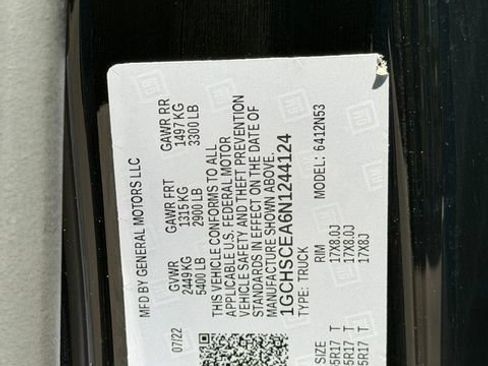 MFD BY GENERAL MOTORS LLC
07/22 GVWR GAWR FRT GAWR RR
2449 KG 1315 KG 1497 KG
5400 LB 2900 LB 3300 LB
THIS VEHICLE CONFORMS TO ALL
APPLICABLE U.S. FEDERAL MOTOR
VEHICLE SAFETY AND THEFT PREVENTION
STANDARDS IN EFFECT ON THE DATE OF
MANUFACTURE SHOWN ABOVE.
1GCHSCEA6N1244124
TYPE: TRUCK MODEL: 6412N53
SIZE RIM
5R17 T 17X8.0J
5R17 T 17X8.0J
5R17 T 17X8J